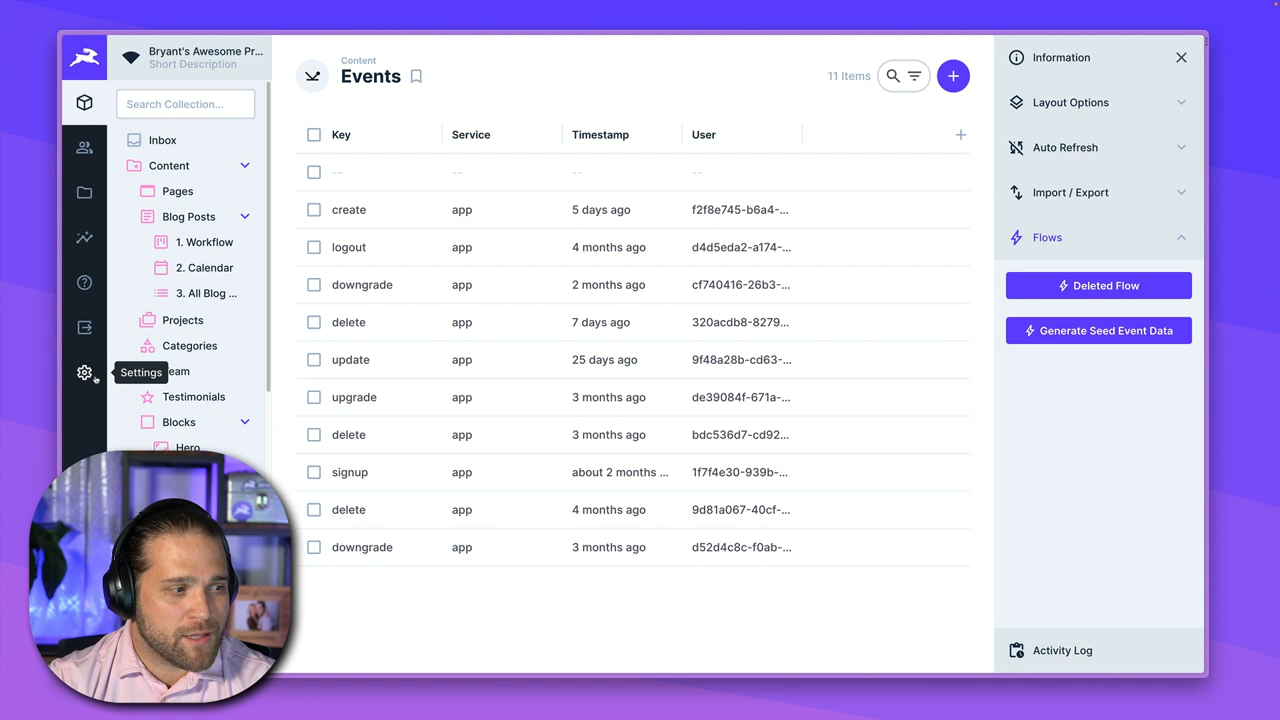 Bryant's Awesome Pr...
Short Description
Search Collection...
Inbox
Content
Pages
Blog Posts
1. Workflow
2. Calendar
3. All Blog ...
Projects
Categories
Settings
eam
Testimonials
Blocks
Hero
Content
Events
11 Items
Key Service Timestamp User
-- -- -- --
create app 5 days ago f2f8e745-b6a4-...
logout app 4 months ago d4d5eda2-a174-...
downgrade app 2 months ago cf740416-26b3-...
delete app 7 days ago 320acdb8-8279...
update app 25 days ago 9f48a28b-cd63-...
upgrade app 3 months ago de39084f-671a-...
delete app 3 months ago bdc536d7-cd92...
signup app about 2 months ... 1f7f4e30-939b-...
delete app 4 months ago 9d81a067-40cf-...
downgrade app 3 months ago d52d4c8c-f0ab-...
Information
Layout Options
Auto Refresh
Import / Export
Flows
Deleted Flow
Generate Seed Event Data
Activity Log